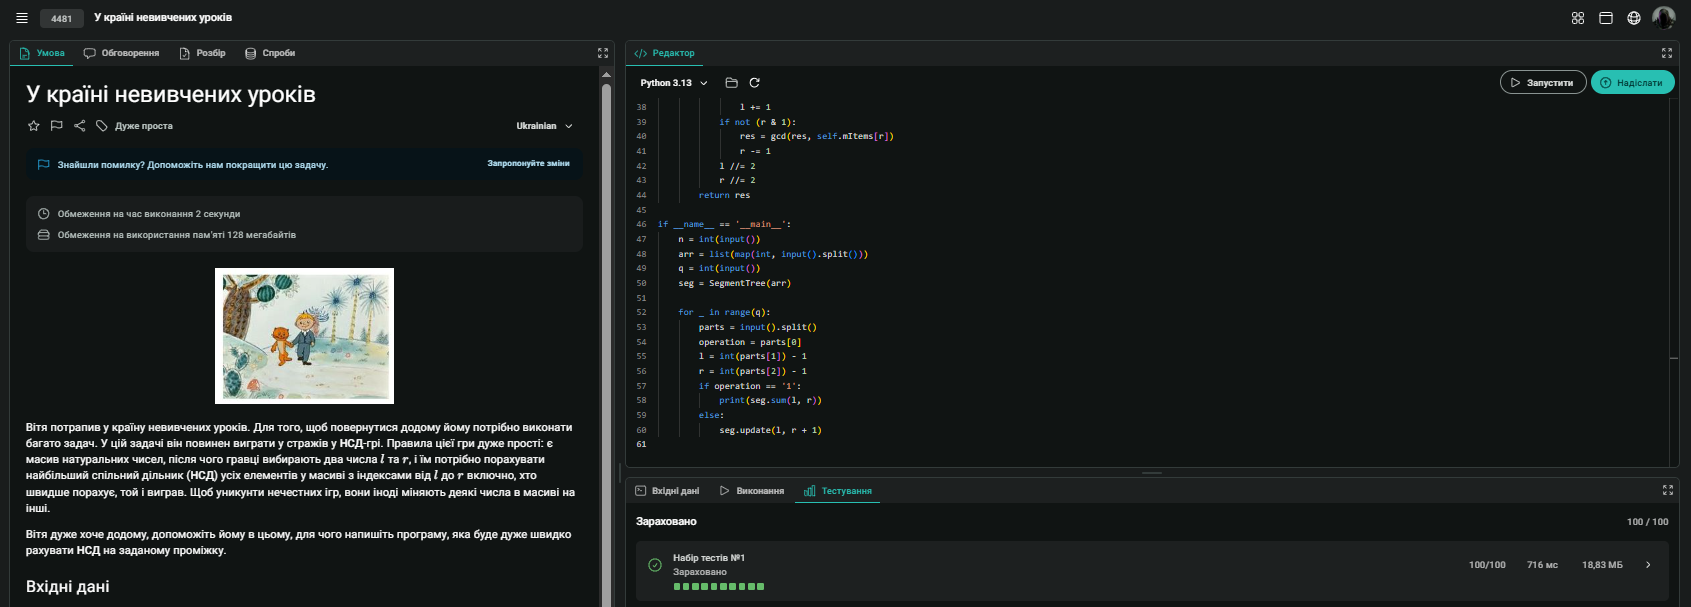 4481
У країні невивчених уроків
Умова
Обговорення
Розбір
Спроби
У країні невивчених уроків
Дуже проста
Ukrainian
Знайшли помилку? Допоможіть нам покращити цю задачу.
Запропонуйте зміни
Обмеження на час виконання 2 секунди
Обмеження на використання пам'яті 128 мегабайтів
Вітя потрапив у країну невивчених уроків. Для того, щоб повернутися додому йому потрібно виконати
багато задач. У цій задачі він повинен виграти у стражів у НСД-грі. Правила цієї гри дуже прості: є
масив натуральних чисел, після чого гравці вибирають два числа l та r, і їм потрібно порахувати
найбільший спільний дільник (НСД) усіх елементів у масиві з індексами від l до r включно, хто
швидше порахує, той і виграв. Щоб уникнути нечестних ігр, вони іноді міняють деякі числа в масиві на
інші.
Вітя дуже хоче додому, допоможіть йому в цьому, для чого напишіть програму, яка буде дуже швидко
рахувати НСД на заданому проміжку.
Вхідні дані
Редактор
Python 3.13
Запустити
Надіслати
38 l += 1
39 if not (r & 1):
40 res = gcd(res, self.mItems[r])
41 r -= 1
42 l //= 2
43 r //= 2
44 return res
45
46 if __name__ == '__main__':
47 n = int(input())
48 arr = list(map(int, input().split()))
49 q = int(input())
50 seg = SegmentTree(arr)
51
52 for _ in range(q):
53 parts = input().split()
54 operation = parts[0]
55 l = int(parts[1]) - 1
56 r = int(parts[2]) - 1
57 if operation == '1':
58 print(seg.sum(l, r))
59 else:
60 seg.update(l, r + 1)
61
Вхідні дані
Виконання
Тестування
Зараховано
100 / 100
Набір тестів №1
Зараховано
100/100
716 мс
18,83 МБ